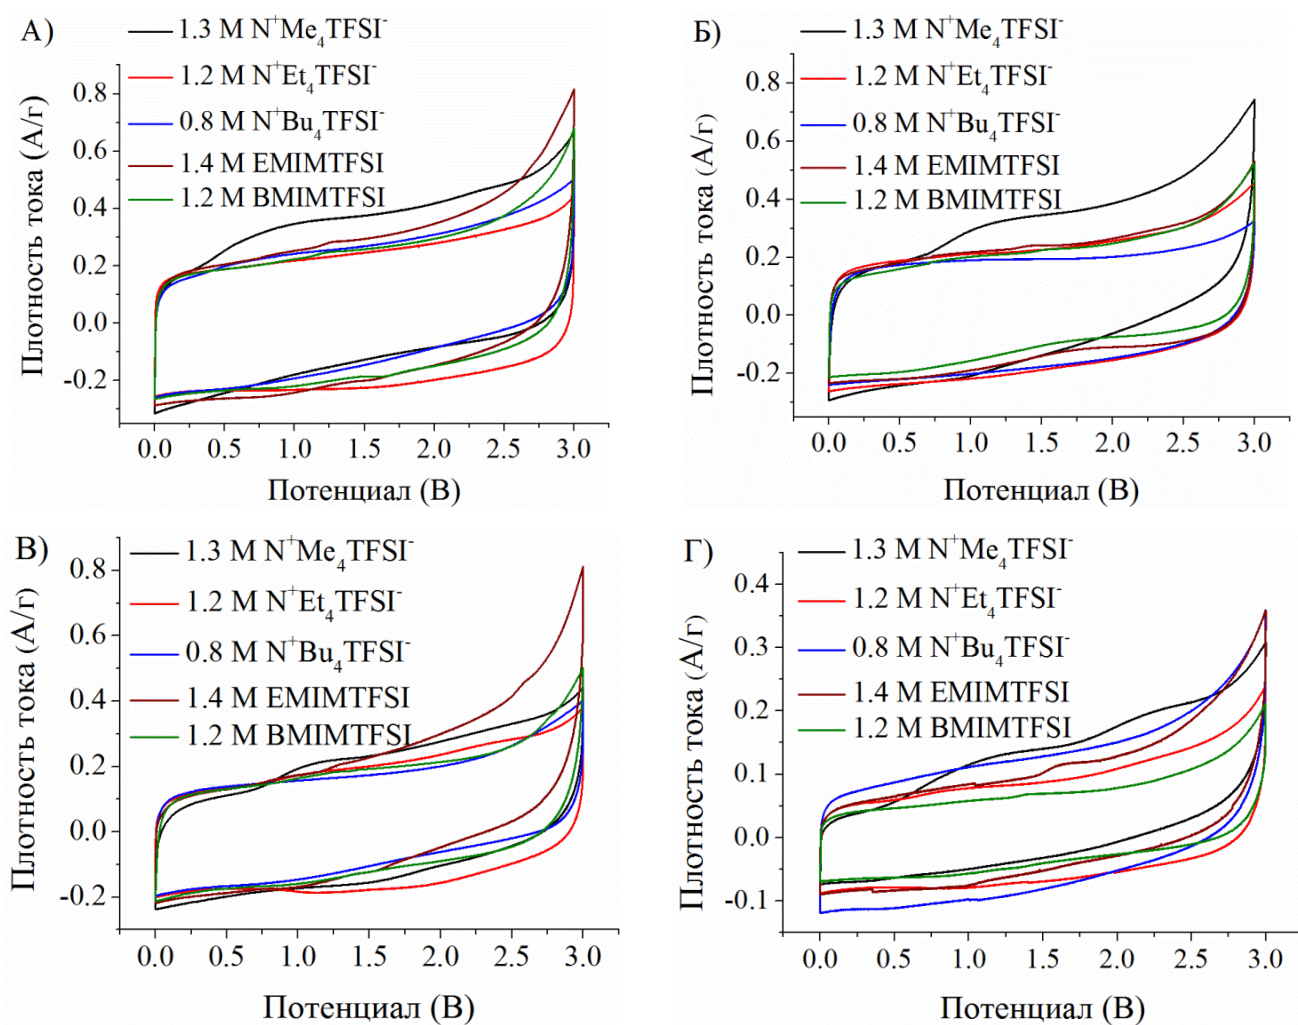 А)
1.3 M N⁺Me₄TFSI⁻
1.2 M N⁺Et₄TFSI⁻
0.8 M N⁺Bu₄TFSI⁻
1.4 M EMIMTFSI
1.2 M BMIMTFSI
Плотность тока (А/г)
0.8
0.6
0.4
0.2
0.0
-0.2
0.0 0.5 1.0 1.5 2.0 2.5 3.0
Потенциал (В)
Б)
1.3 M N⁺Me₄TFSI⁻
1.2 M N⁺Et₄TFSI⁻
0.8 M N⁺Bu₄TFSI⁻
1.4 M EMIMTFSI
1.2 M BMIMTFSI
Плотность тока (А/г)
0.8
0.6
0.4
0.2
0.0
-0.2
0.0 0.5 1.0 1.5 2.0 2.5 3.0
Потенциал (В)
В)
1.3 M N⁺Me₄TFSI⁻
1.2 M N⁺Et₄TFSI⁻
0.8 M N⁺Bu₄TFSI⁻
1.4 M EMIMTFSI
1.2 M BMIMTFSI
Плотность тока (А/г)
0.8
0.6
0.4
0.2
0.0
-0.2
0.0 0.5 1.0 1.5 2.0 2.5 3.0
Потенциал (В)
Г)
1.3 M N⁺Me₄TFSI⁻
1.2 M N⁺Et₄TFSI⁻
0.8 M N⁺Bu₄TFSI⁻
1.4 M EMIMTFSI
1.2 M BMIMTFSI
Плотность тока (А/г)
0.4
0.3
0.2
0.1
0.0
-0.1
0.0 0.5 1.0 1.5 2.0 2.5 3.0
Потенциал (В)